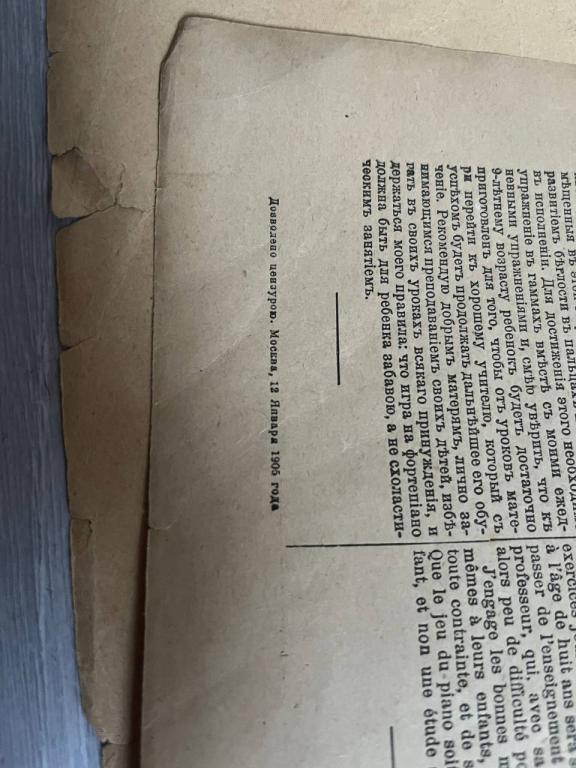 мѣщенныя въ этой
развитіемъ бѣглости въ пальцахъ
въ исполненіи. Для достиженія этого необходимо
упражненіе въ гаммахъ вмѣстѣ съ моими ежед-
невными упражненіями и, смѣю увѣрить, что къ
9-лѣтнему возрасту ребенокъ будетъ достаточно
приготовленъ для того, чтобы отъ уроковъ мате-
ри перейти къ хорошему учителю, который съ
успѣхомъ будетъ продолжать дальнѣйшее его обу-
ченіе. Рекомендую добрымъ матерямъ, лично за-
нимающимся преподаваніемъ своихъ дѣтей, избѣ-
гать въ своихъ урокахъ всякаго принужденія, и
держаться моего правила: что игра на фортепіано
должна быть для ребенка забавою, а не схоласти-
ческимъ занятіемъ.
Дозволено цензурою. Москва, 12 Января 1905 года
exercices
à l'âge de huit ans sera s
passer de l'enseignement
professeur, qui, avec sa
alors peu de difficulté po
J'engage les bonnes m
mêmes à leurs enfants,
toute contrainte, et de s
Que le jeu du piano soit
fant, et non une étude